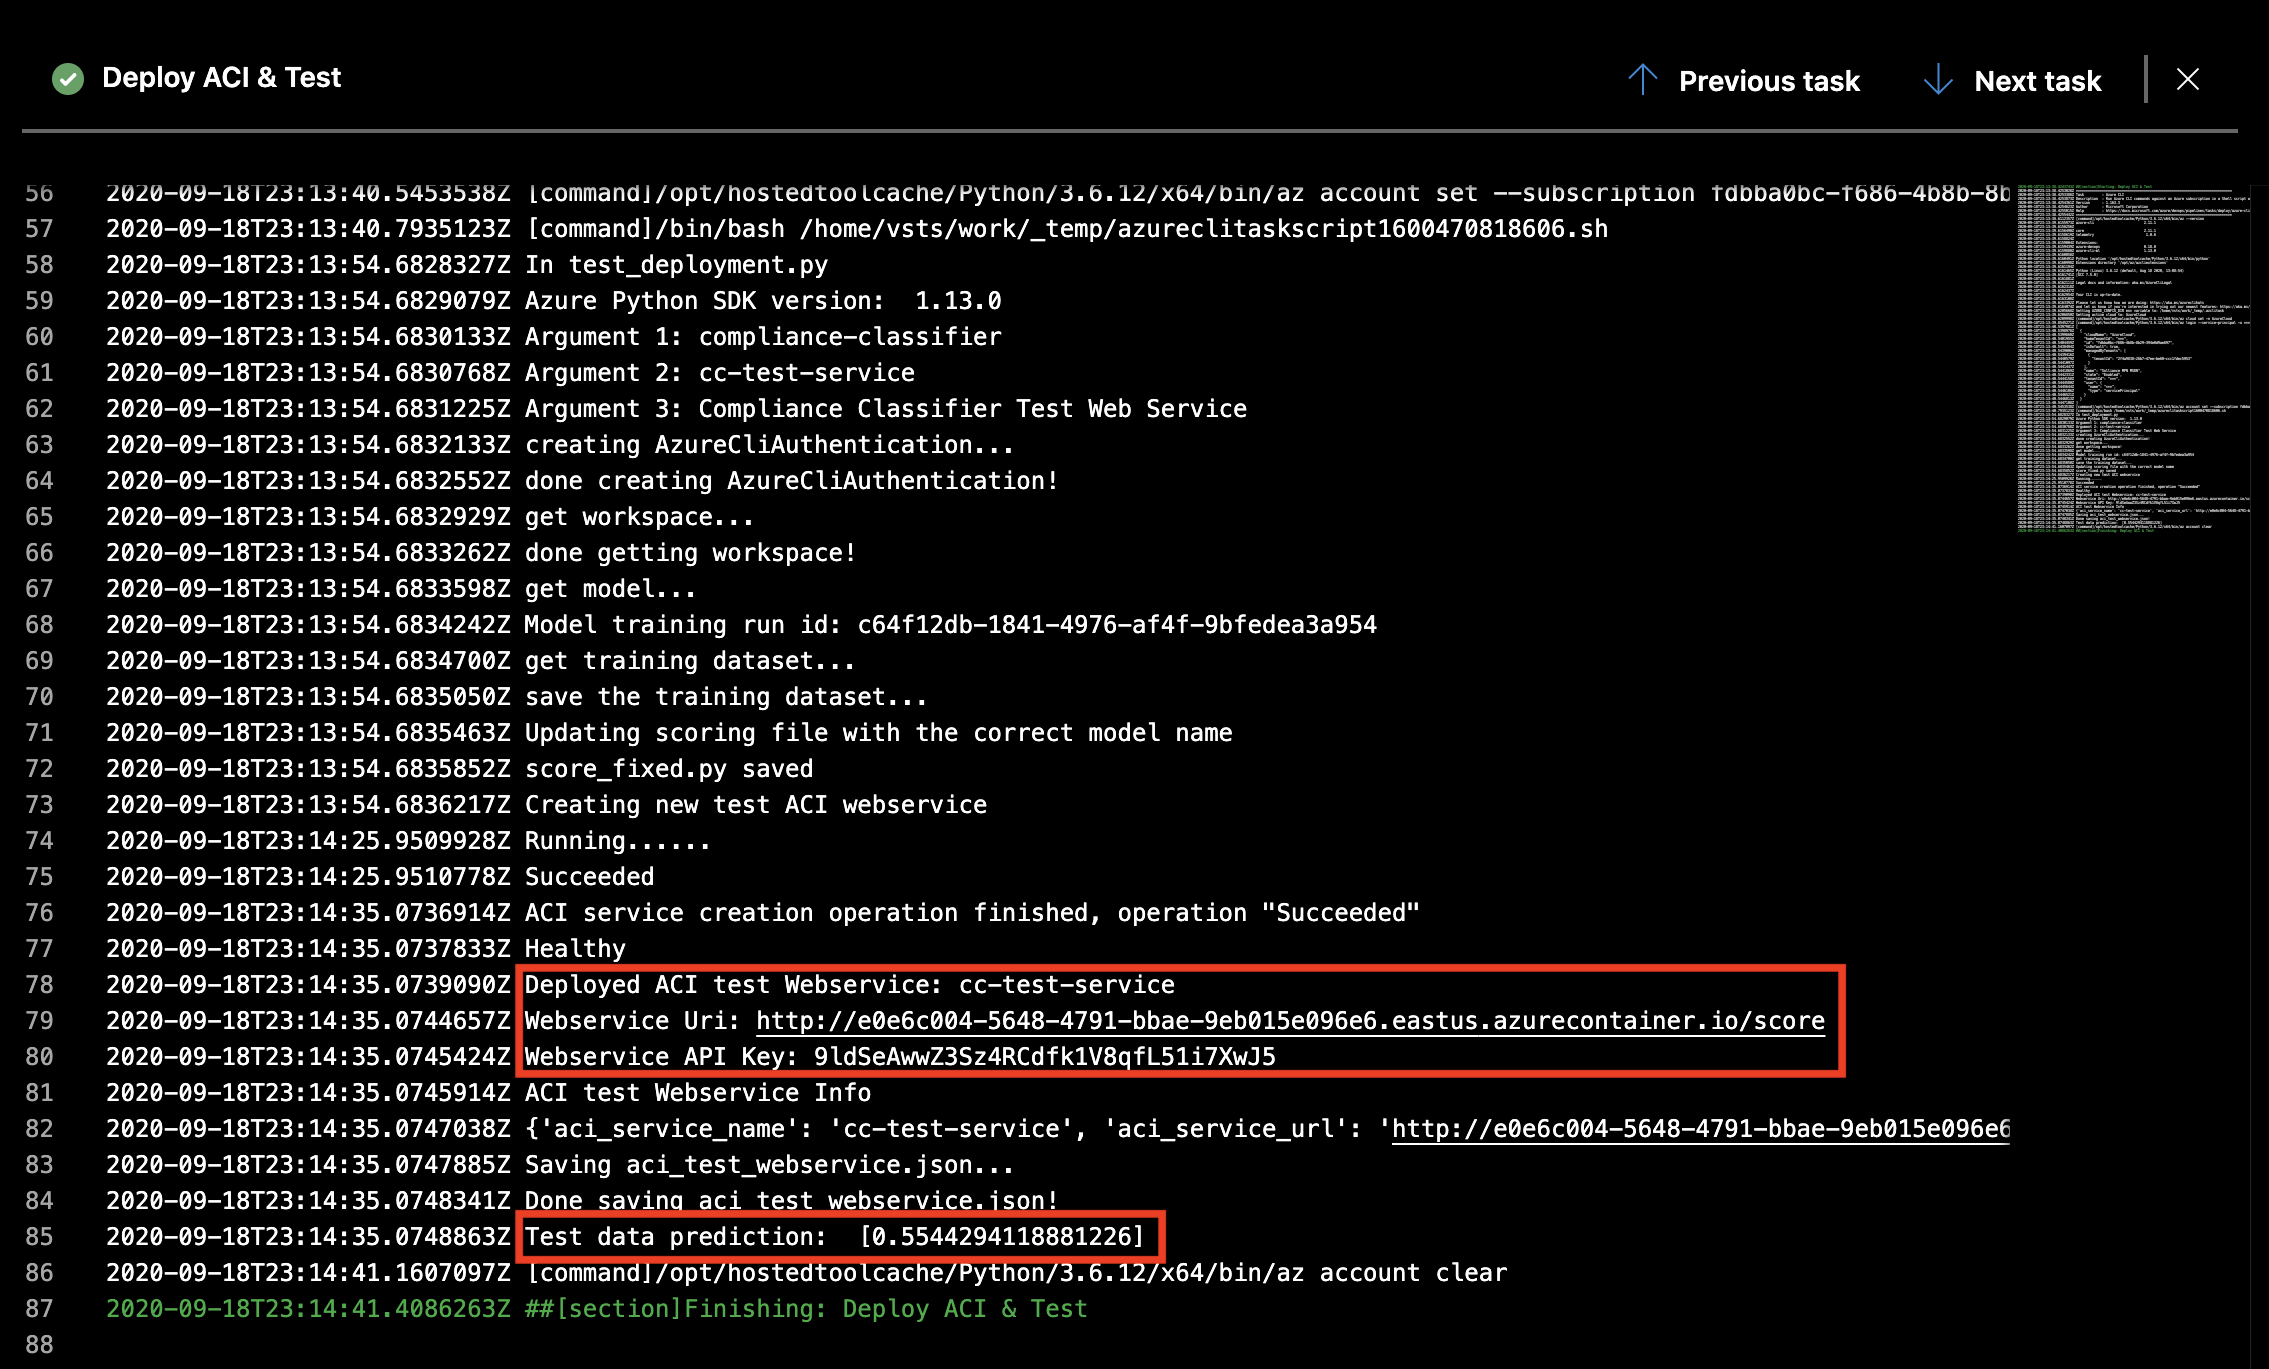 Deploy ACI & Test
Previous task
Next task
56 2020-09-18T23:13:40.5453538Z [command]/opt/hostedtoolcache/Python/3.6.12/x64/bin/az account set --subscription fdbba0bc-f686-4b8b-8b
57 2020-09-18T23:13:40.7935123Z [command]/bin/bash /home/vsts/work/_temp/azureclitaskscript1600470818606.sh
58 2020-09-18T23:13:54.6828327Z In test_deployment.py
59 2020-09-18T23:13:54.6829079Z Azure Python SDK version:  1.13.0
60 2020-09-18T23:13:54.6830133Z Argument 1: compliance-classifier
61 2020-09-18T23:13:54.6830768Z Argument 2: cc-test-service
62 2020-09-18T23:13:54.6831225Z Argument 3: Compliance Classifier Test Web Service
63 2020-09-18T23:13:54.6832133Z creating AzureCliAuthentication...
64 2020-09-18T23:13:54.6832552Z done creating AzureCliAuthentication!
65 2020-09-18T23:13:54.6832929Z get workspace...
66 2020-09-18T23:13:54.6833262Z done getting workspace!
67 2020-09-18T23:13:54.6833598Z get model...
68 2020-09-18T23:13:54.6834242Z Model training run id: c64f12db-1841-4976-af4f-9bfedea3a954
69 2020-09-18T23:13:54.6834700Z get training dataset...
70 2020-09-18T23:13:54.6835050Z save the training dataset...
71 2020-09-18T23:13:54.6835463Z Updating scoring file with the correct model name
72 2020-09-18T23:13:54.6835852Z score_fixed.py saved
73 2020-09-18T23:13:54.6836217Z Creating new test ACI webservice
74 2020-09-18T23:14:25.9509928Z Running......
75 2020-09-18T23:14:25.9510778Z Succeeded
76 2020-09-18T23:14:35.0736914Z ACI service creation operation finished, operation "Succeeded"
77 2020-09-18T23:14:35.0737833Z Healthy
78 2020-09-18T23:14:35.0739090Z Deployed ACI test Webservice: cc-test-service
79 2020-09-18T23:14:35.0744657Z Webservice Uri: http://e0e6c004-5648-4791-bbae-9eb015e096e6.eastus.azurecontainer.io/score
80 2020-09-18T23:14:35.0745424Z Webservice API Key: 9ldSeAwwZ3Sz4RCdfk1V8qfL51i7XwJ5
81 2020-09-18T23:14:35.0745914Z ACI test Webservice Info
82 2020-09-18T23:14:35.0747038Z {'aci_service_name': 'cc-test-service', 'aci_service_url': 'http://e0e6c004-5648-4791-bbae-9eb015e096e6
83 2020-09-18T23:14:35.0747885Z Saving aci_test_webservice.json...
84 2020-09-18T23:14:35.0748341Z Done saving aci_test_webservice.json!
85 2020-09-18T23:14:35.0748863Z Test data prediction:  [0.5544294118881226]
86 2020-09-18T23:14:41.1607097Z [command]/opt/hostedtoolcache/Python/3.6.12/x64/bin/az account clear
87 2020-09-18T23:14:41.4086263Z ##[section]Finishing: Deploy ACI & Test
88